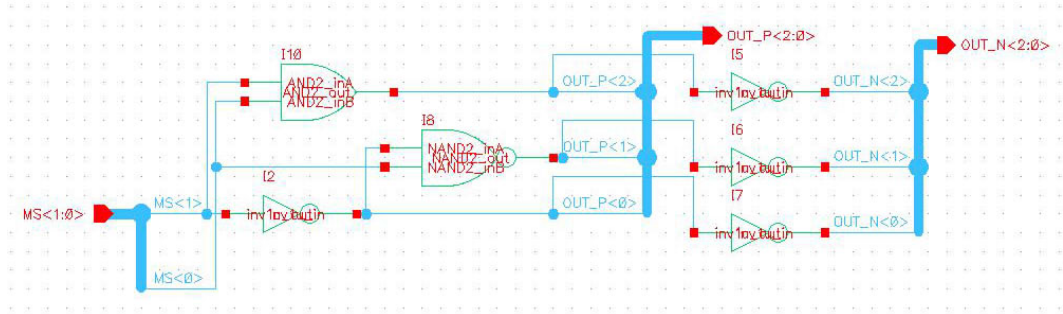 OUT_P<2:0>
OUT_N<2:0>
I10
I5
AND2_inA
AND2_out
AND2_inB
OUT_P<2>
OUT_N<2>
I8
I6
NAND2_inA
NAND2_out
NAND2_inB
OUT_P<1>
OUT_N<1>
I2
I7
MS<1:0>
MS<1>
OUT_P<0>
OUT_N<0>
MS<0>